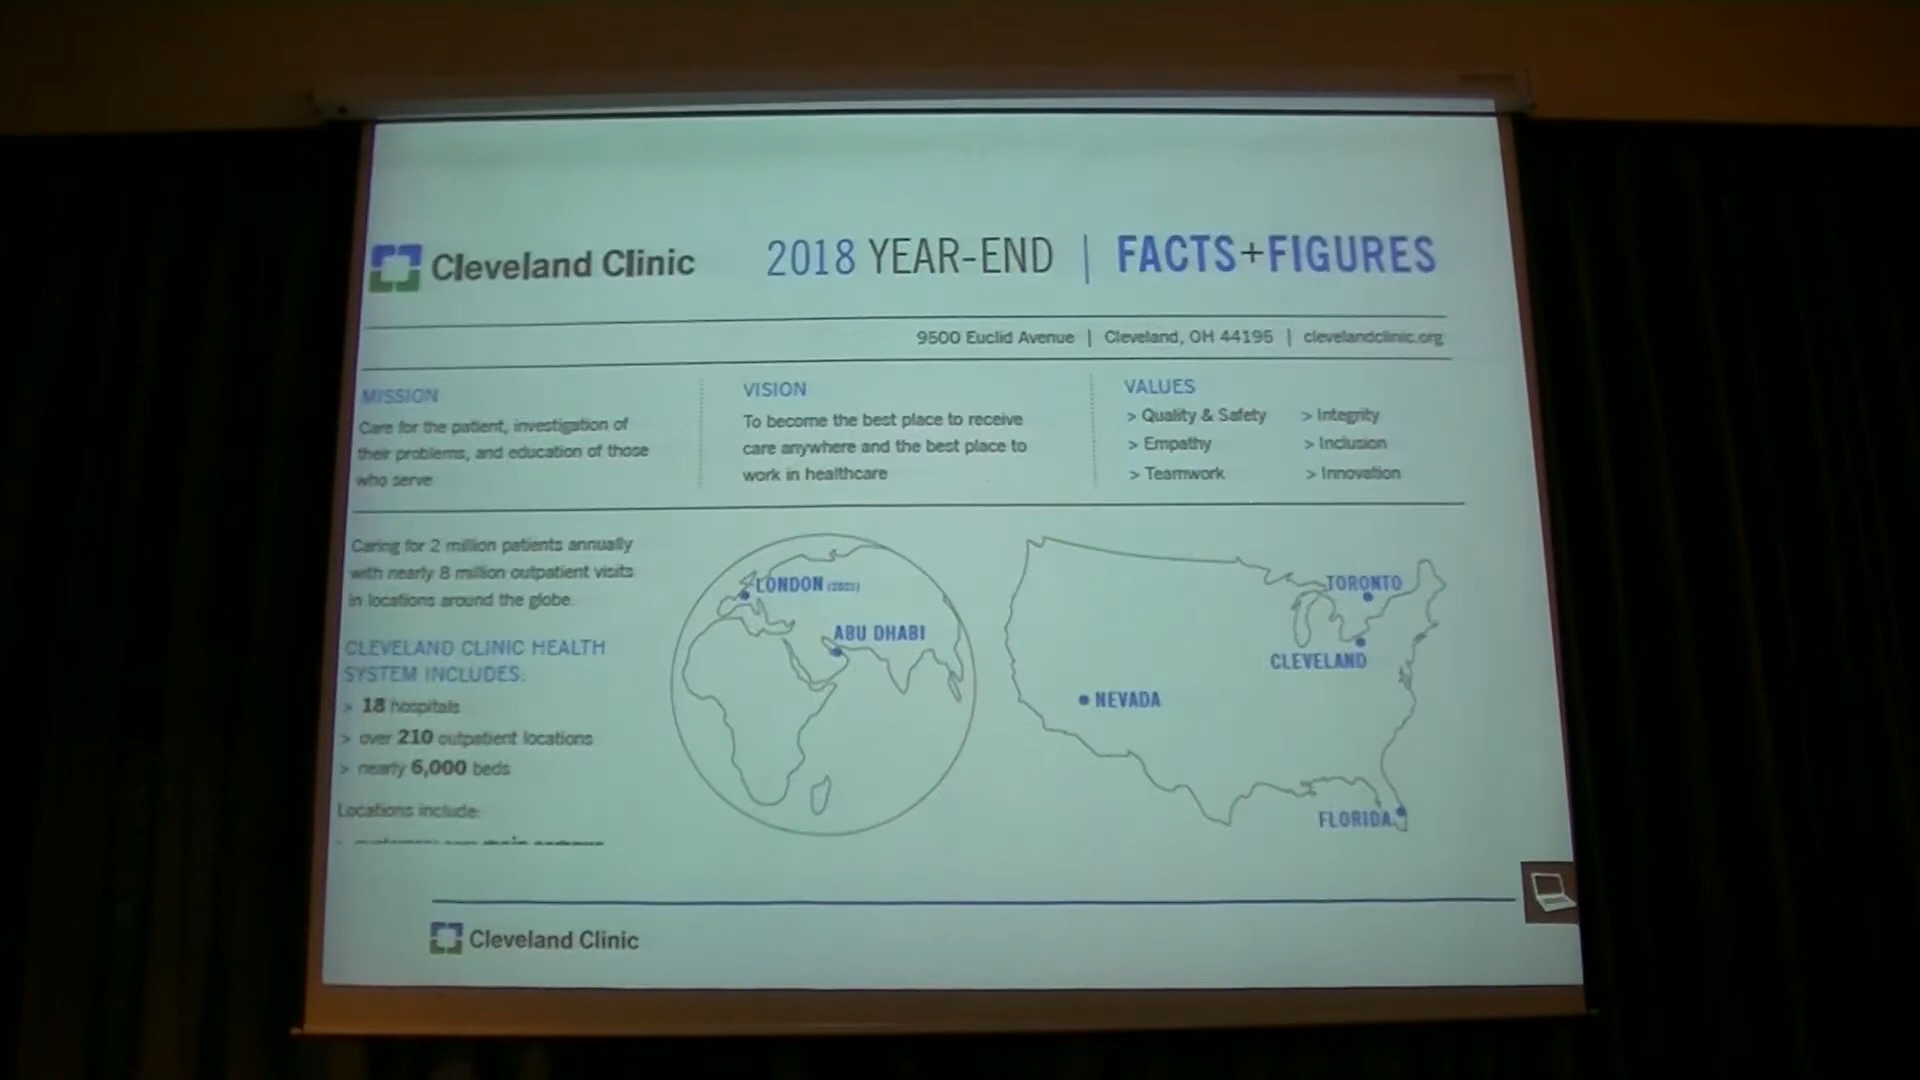 Cleveland Clinic
2018 YEAR-END | FACTS+FIGURES
9500 Euclid Avenue | Cleveland, OH 44195 | clevelandclinic.org
MISSION
Care for the patient, investigation of
their problems, and education of those
who serve
VISION
To become the best place to receive
care anywhere and the best place to
work in healthcare
VALUES
> Quality & Safety
> Empathy
> Teamwork
> Integrity
> Inclusion
> Innovation
Caring for 2 million patients annually
with nearly 8 million outpatient visits
in locations around the globe.
CLEVELAND CLINIC HEALTH
SYSTEM INCLUDES:
> 18 hospitals
> over 210 outpatient locations
> nearly 6,000 beds
Locations include:
LONDON
ABU DHABI
TORONTO
CLEVELAND
NEVADA
FLORIDA
Cleveland Clinic